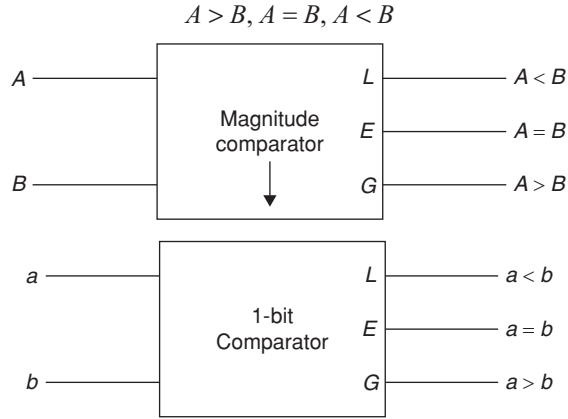 A > B, A = B, A < B
A L A < B
Magnitude
comparator E A = B
B G A > B
a L a < b
1-bit
Comparator E a = b
b G a > b